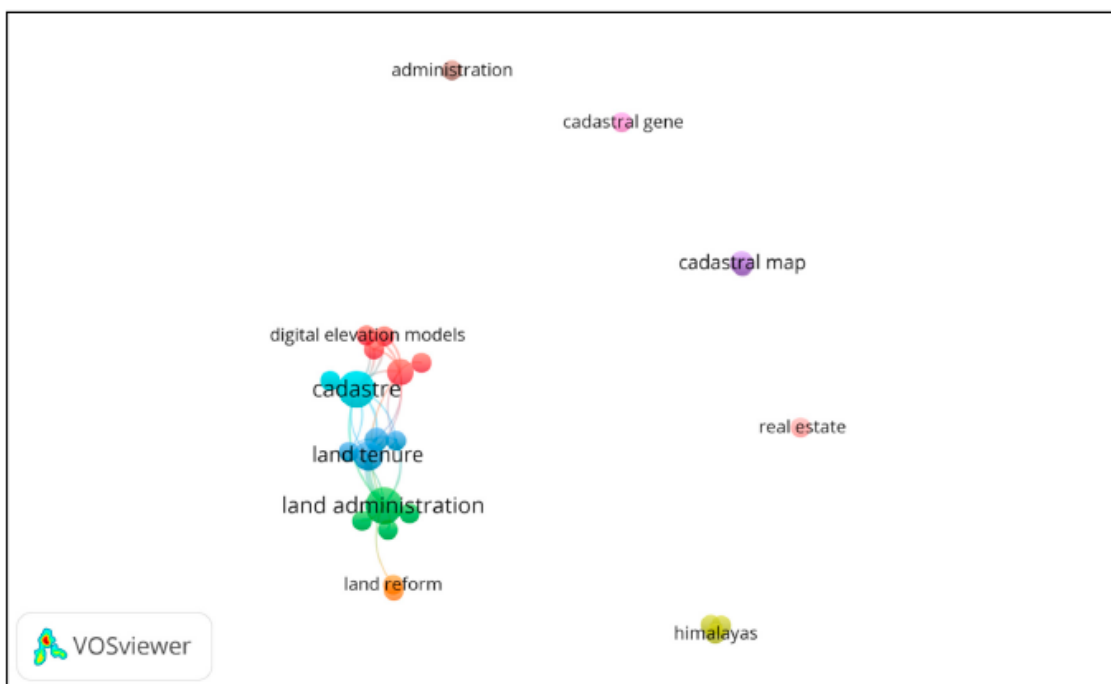 administration
cadastral gene
cadastral map
digital elevation models
cadastre
real estate
land tenure
land administration
land reform
himalayas
VOSviewer